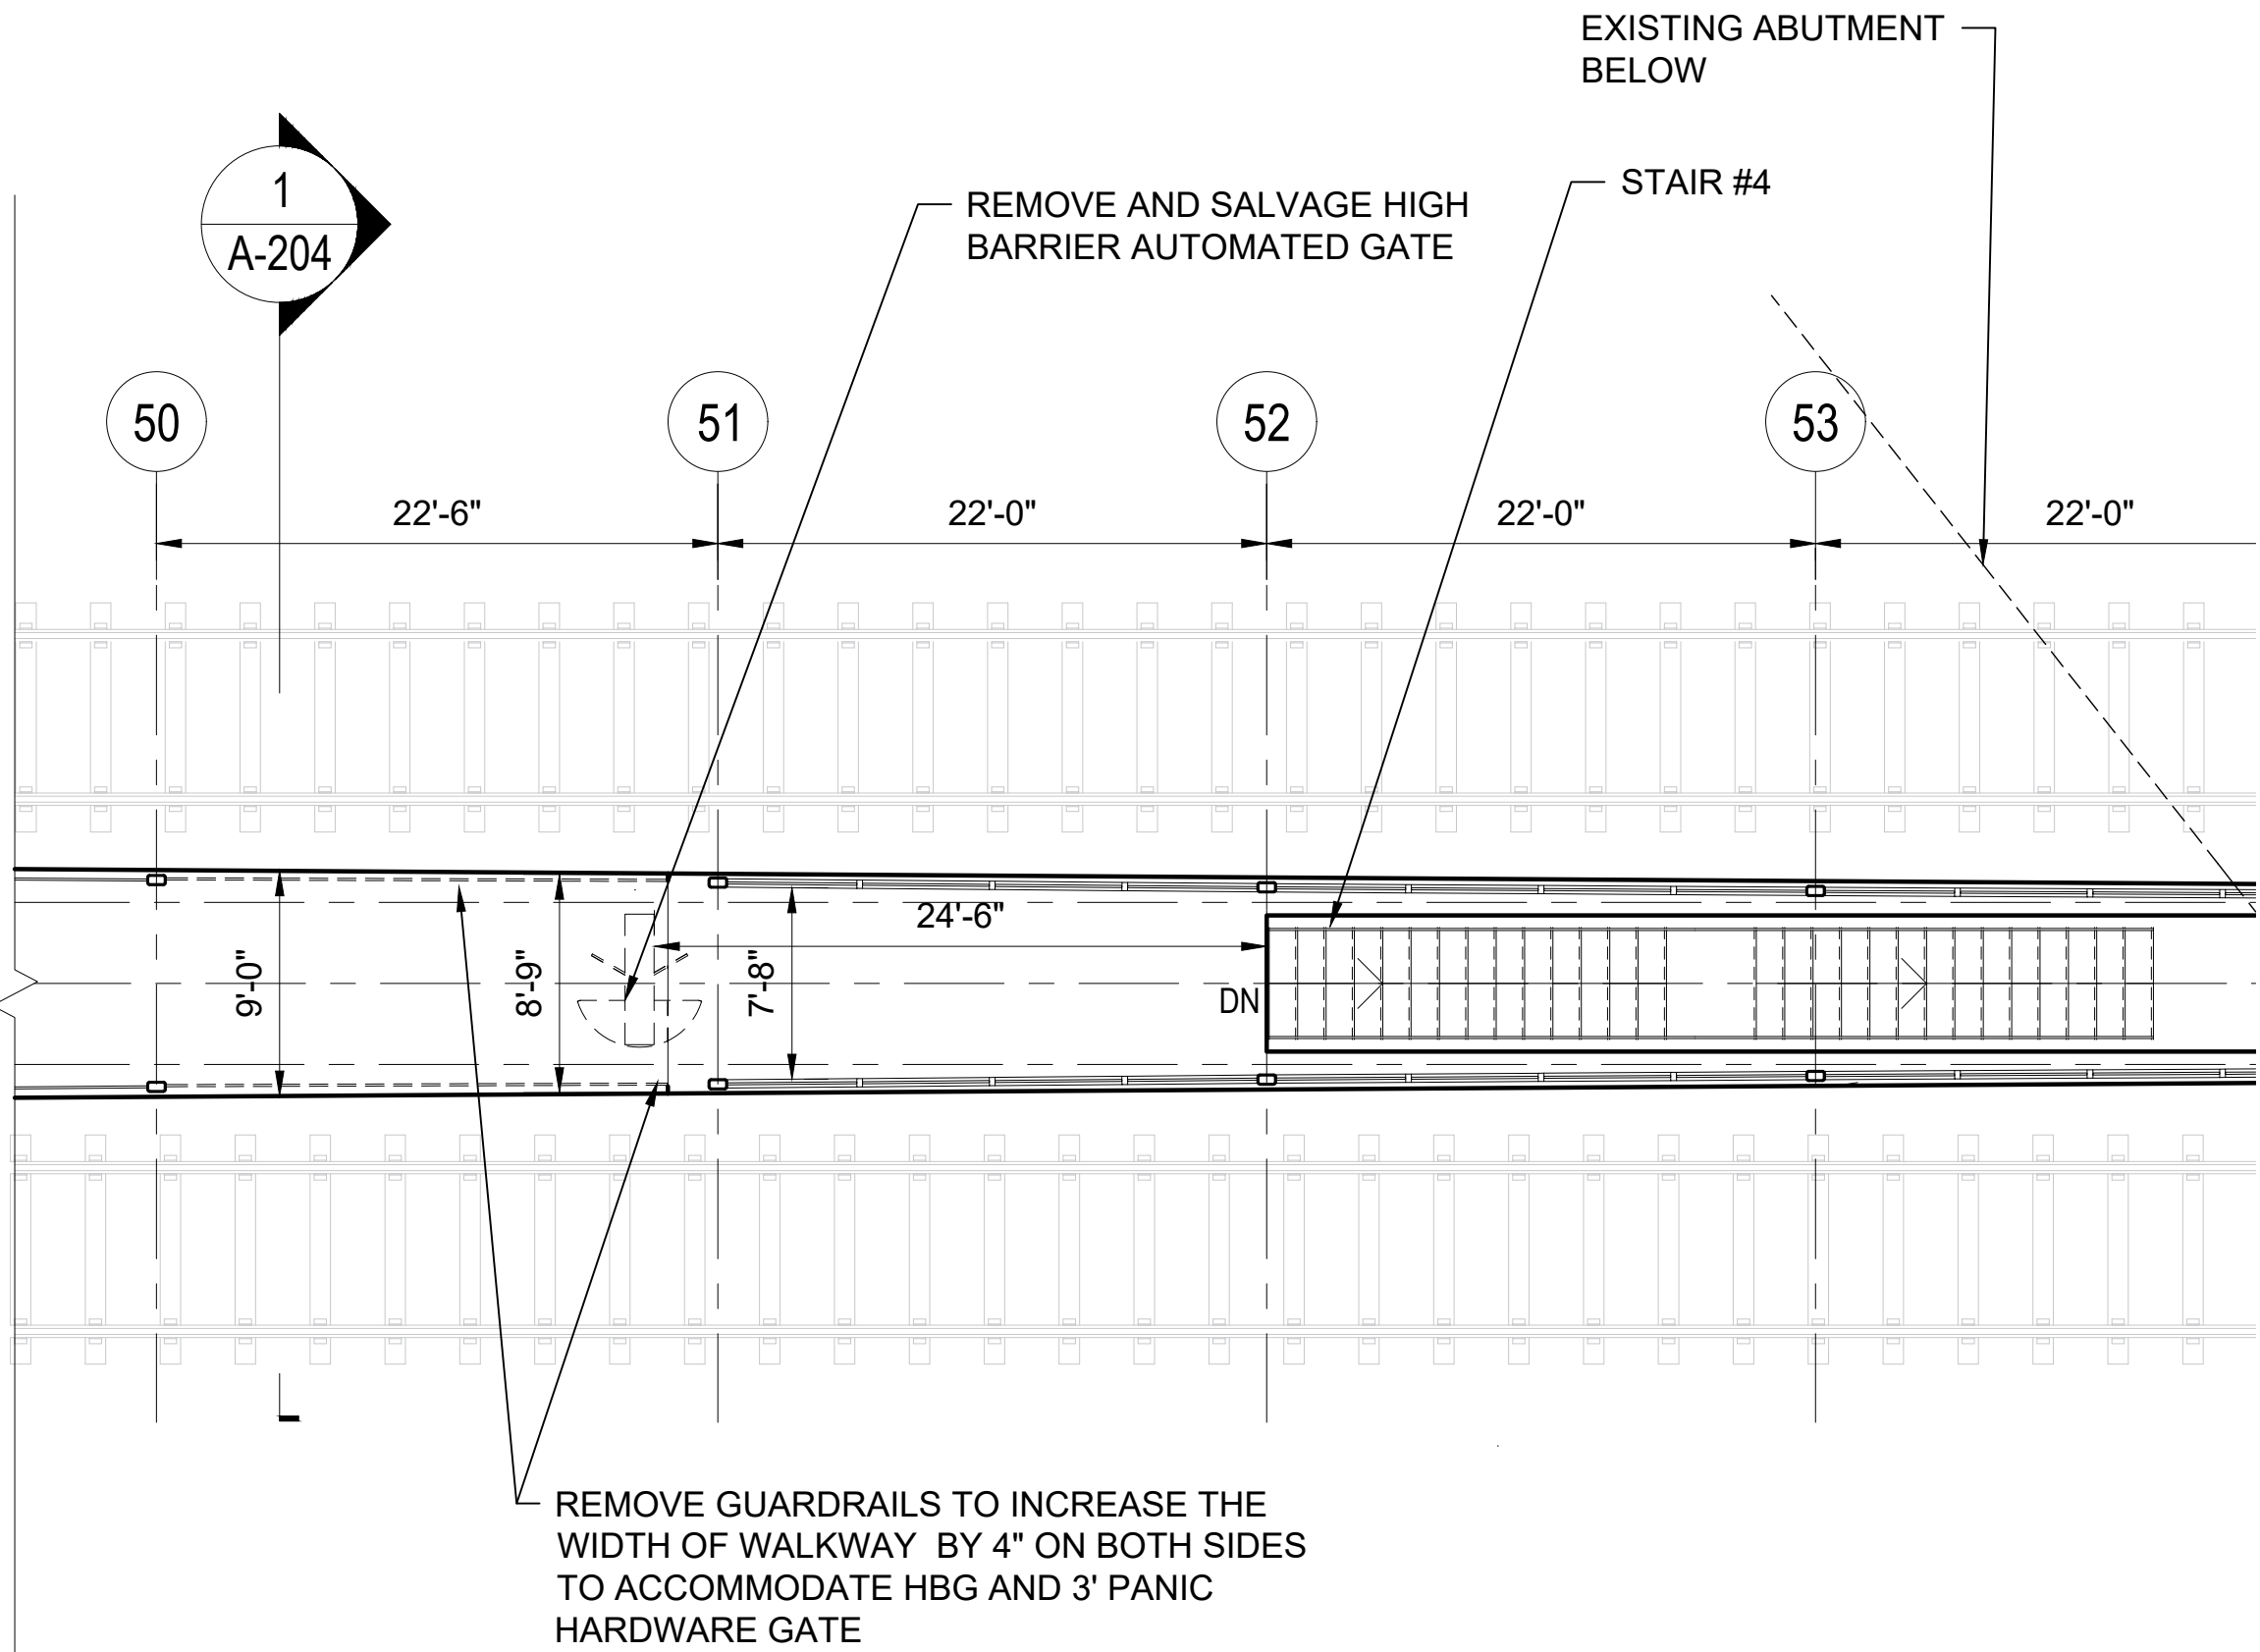 EXISTING ABUTMENT
BELOW
1
A-204
REMOVE AND SALVAGE HIGH
BARRIER AUTOMATED GATE
STAIR #4
50
51
52
53
22'-6"
22'-0"
22'-0"
22'-0"
24'-6"
9'-0"
8'-9"
7'-8"
DN
REMOVE GUARDRAILS TO INCREASE THE
WIDTH OF WALKWAY  BY 4" ON BOTH SIDES
TO ACCOMMODATE HBG AND 3' PANIC
HARDWARE GATE